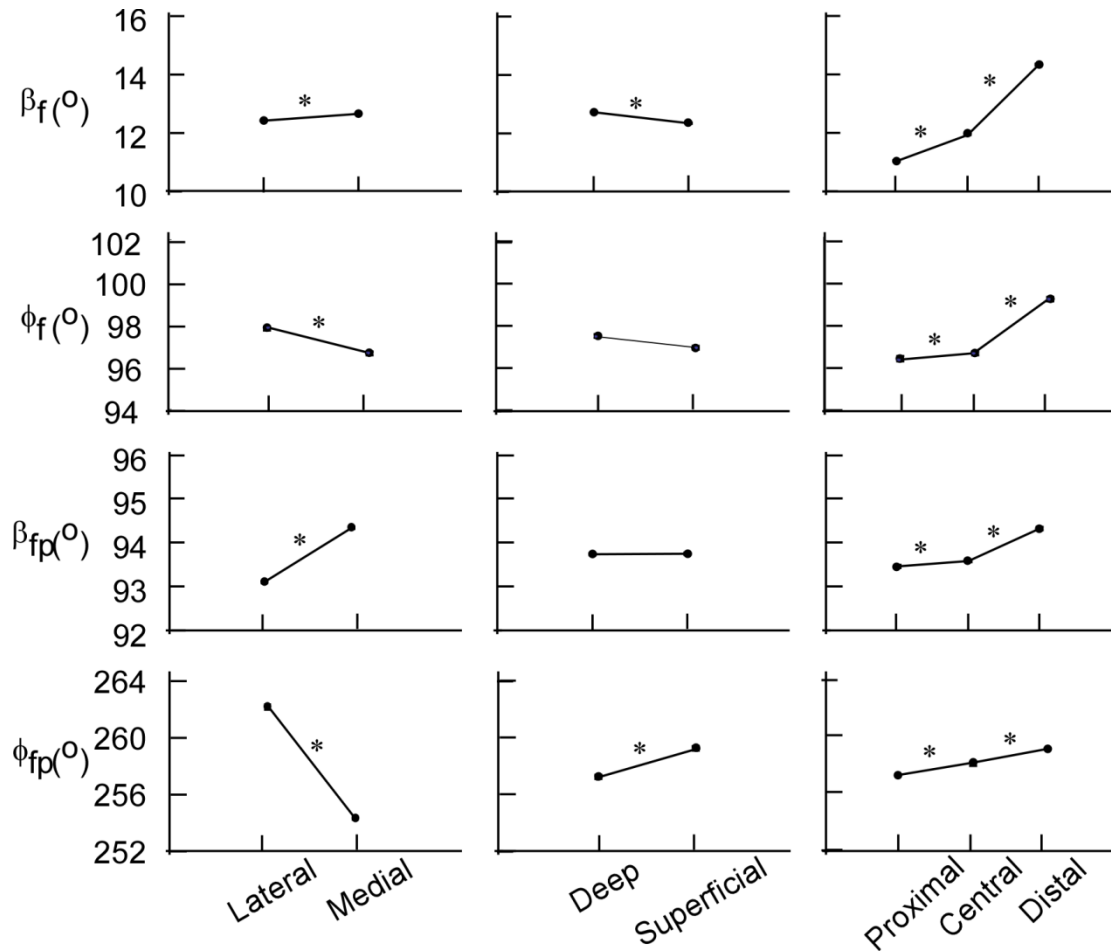 16
14
βf(°)
12
10
*
*
*
*
102
100
ϕf(°)
98
96
94
*
*
*
96
95
βfp(°)
94
93
92
*
*
*
264
260
ϕfp(°)
256
252
*
*
*
*
Lateral
Medial
Deep
Superficial
Proximal
Central
Distal